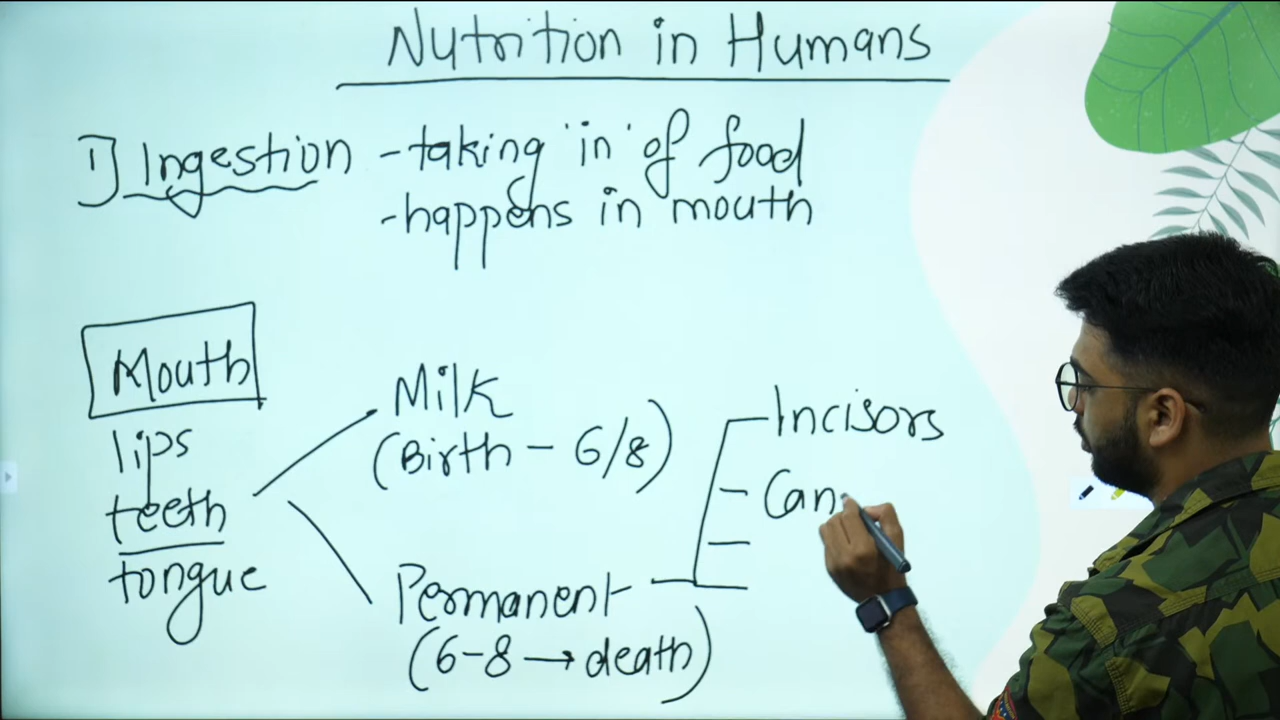 Nutrition in Humans
1) Ingestion - taking 'in' of food
- happens in mouth
Mouth
lips
teeth
tongue
Milk
(Birth - 6/8)
Permanent
(6-8 → death)
Incisors
Can